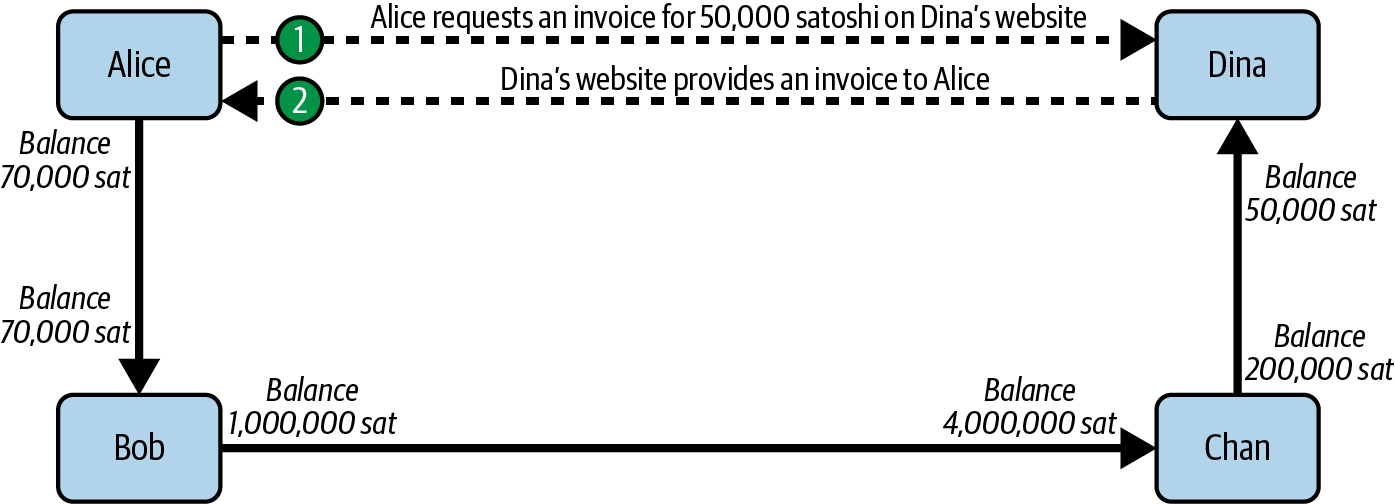 Alice requests an invoice for 50,000 satoshi on Dina's website
1
Alice
Dina
Dina's website provides an invoice to Alice
2
Balance
70,000 sat
Balance
50,000 sat
Balance
70,000 sat
Balance
200,000 sat
Balance
1,000,000 sat
Balance
4,000,000 sat
Bob
Chan